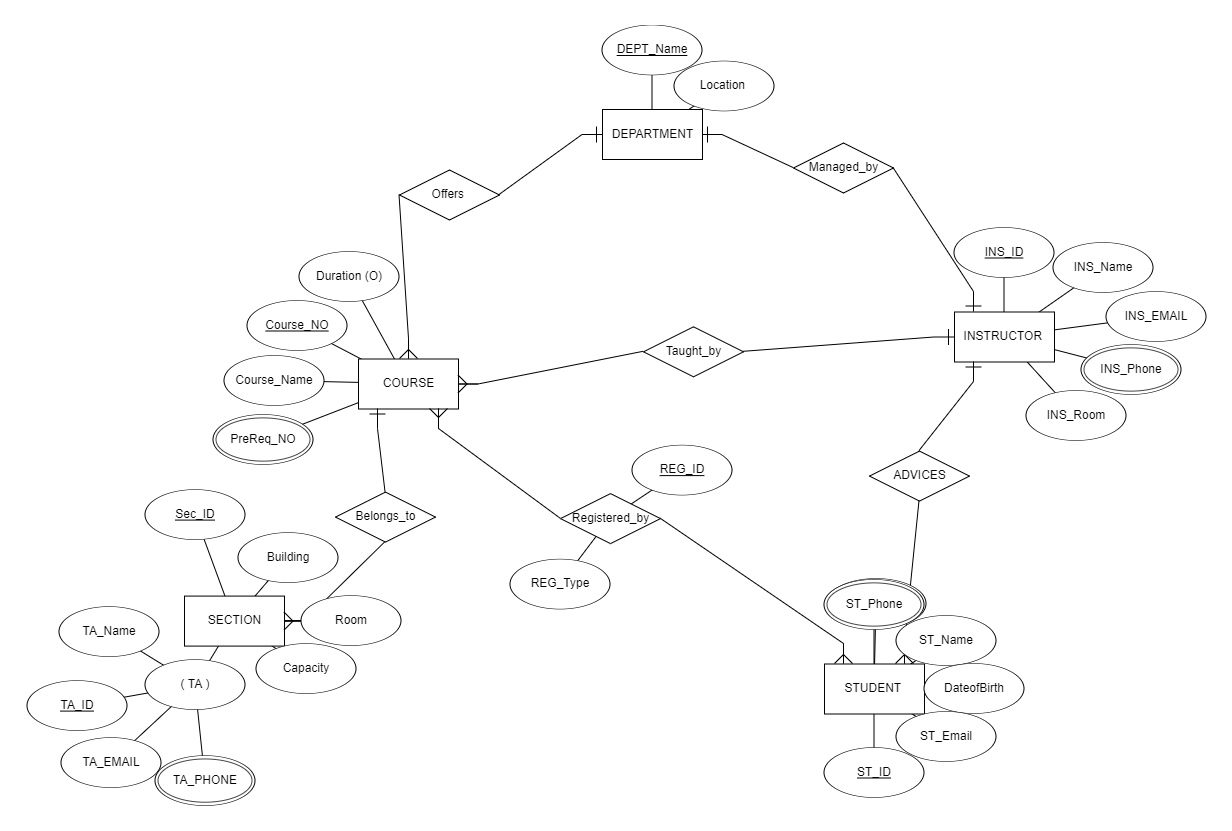 DEPT_Name
Location
DEPARTMENT
Managed_by
Offers
INS_ID
INS_Name
Duration (O)
INS_EMAIL
Course_NO
INSTRUCTOR
Taught_by
INS_Phone
Course_Name
COURSE
INS_Room
PreReq_NO
REG_ID
ADVICES
Sec_ID
Belongs_to
Registered_by
Building
REG_Type
ST_Phone
SECTION
Room
TA_Name
ST_Name
Capacity
( TA )
STUDENT
DateofBirth
TA_ID
ST_Email
TA_EMAIL
ST_ID
TA_PHONE